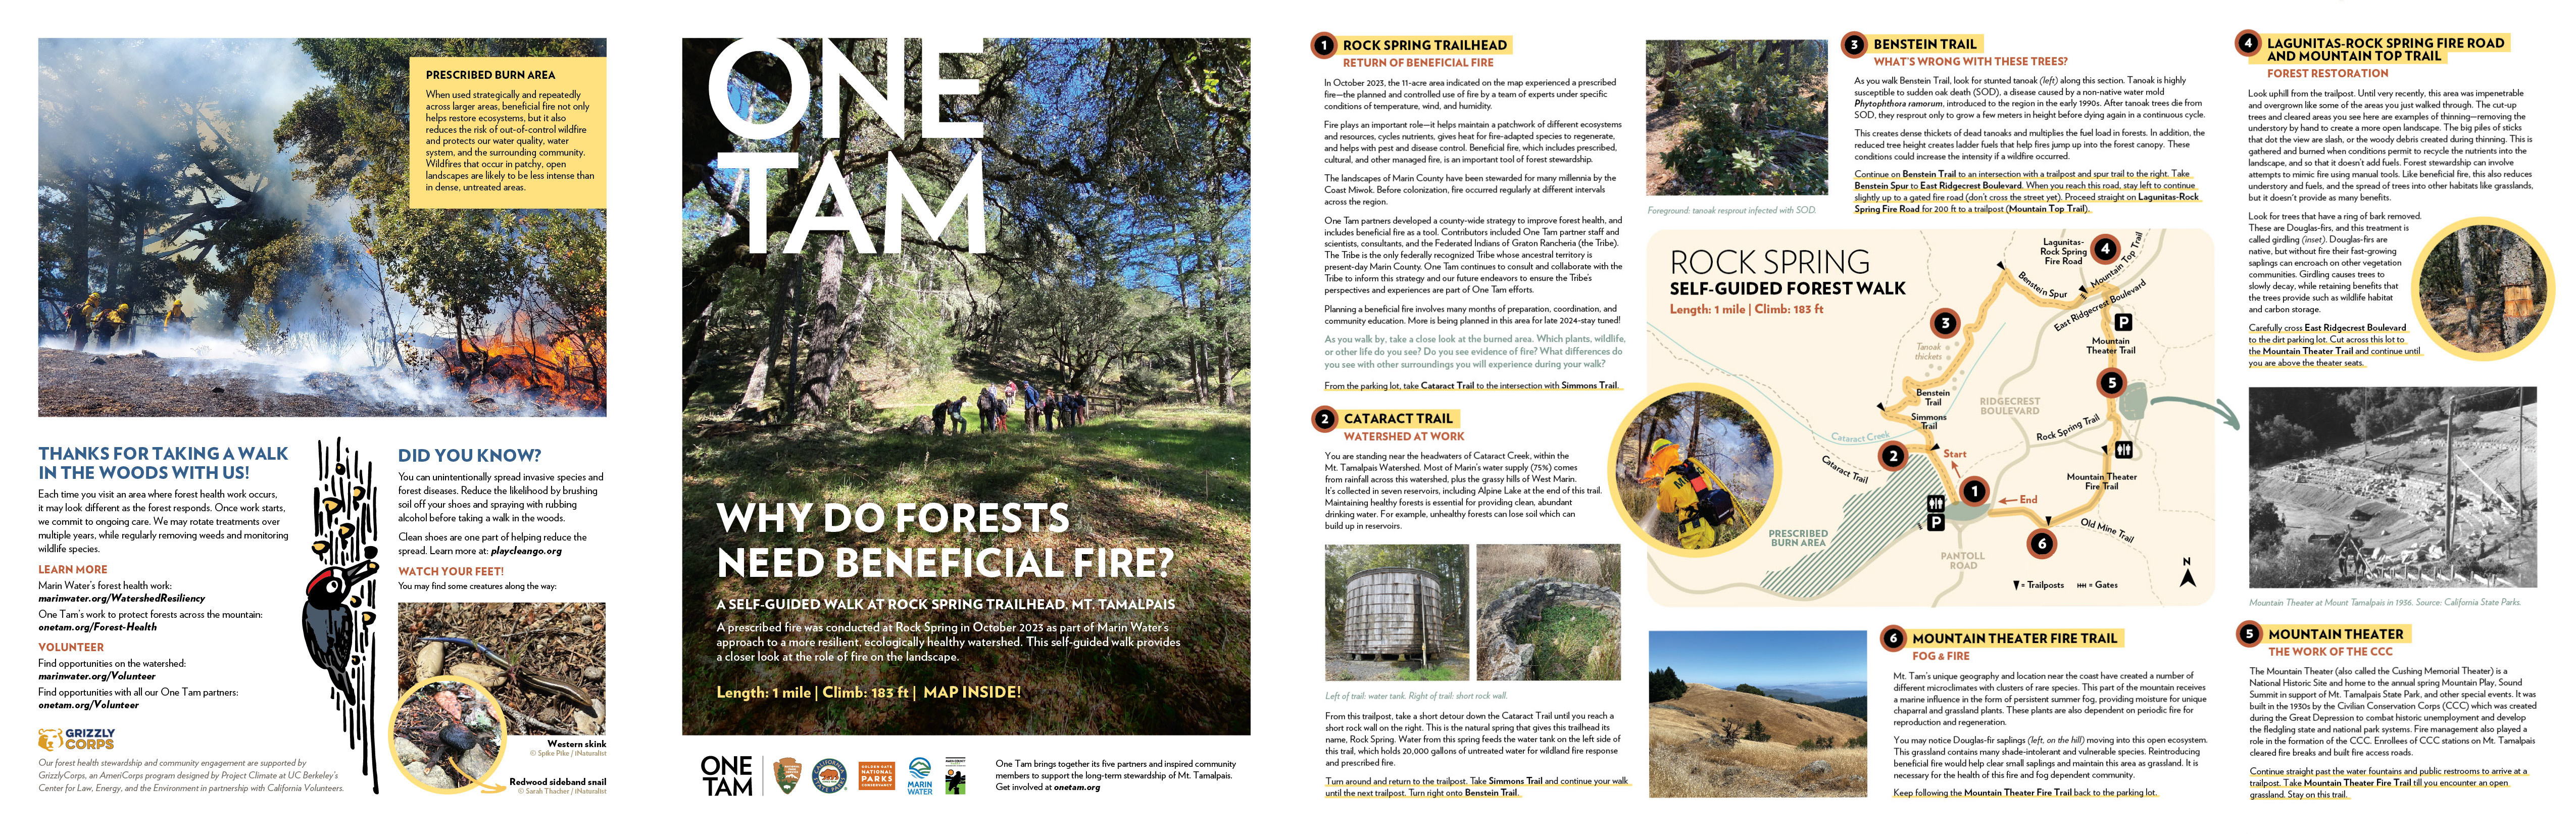 PRESCRIBED BURN AREA
When used strategically and repeatedly
across larger areas, beneficial fire not only
helps restore ecosystems, but it also
reduces the risk of out-of-control wildfire
and protects our water quality, water
system, and the surrounding community.
Wildfires that occur in patchy, open
landscapes are likely to be less intense than
in dense, untreated areas.
THANKS FOR TAKING A WALK
IN THE WOODS WITH US!
Each time you visit an area where forest health work occurs,
it may look different as the forest responds. Once work starts,
we commit to ongoing care. We may rotate treatments over
multiple years, while regularly removing weeds and monitoring
wildlife species.
LEARN MORE
Marin Water's forest health work:
marinwater.org/WatershedResiliency
One Tam's work to protect forests across the mountain:
onetam.org/Forest-Health
VOLUNTEER
Find opportunities on the watershed:
marinwater.org/Volunteer
Find opportunities with all our One Tam partners:
onetam.org/Volunteer
GRIZZLY
CORPS
Our forest health stewardship and community engagement are supported by
GrizzlyCorps, an AmeriCorps program designed by Project Climate at UC Berkeley's
Center for Law, Energy, and the Environment in partnership with California Volunteers.
DID YOU KNOW?
You can unintentionally spread invasive species and
forest diseases. Reduce the likelihood by brushing
soil off your shoes and spraying with rubbing
alcohol before taking a walk in the woods.
Clean shoes are one part of helping reduce the
spread. Learn more at: playcleango.org
WATCH YOUR FEET!
You may find some creatures along the way:
Western skink
© Spike Pike / iNaturalist
Redwood sideband snail
© Sarah Thacher / iNaturalist
ONE
TAM
WHY DO FORESTS
NEED BENEFICIAL FIRE?
A SELF-GUIDED WALK AT ROCK SPRING TRAILHEAD, MT. TAMALPAIS
A prescribed fire was conducted at Rock Spring in October 2023 as part of Marin Water's
approach to a more resilient, ecologically healthy watershed. This self-guided walk provides
a closer look at the role of fire on the landscape.
Length: 1 mile | Climb: 183 ft | MAP INSIDE!
ONE
TAM
GOLDEN GATE
NATIONAL
PARKS
CONSERVANCY
MARIN
WATER
One Tam brings together its five partners and inspired community
members to support the long-term stewardship of Mt. Tamalpais.
Get involved at onetam.org
1 ROCK SPRING TRAILHEAD
RETURN OF BENEFICIAL FIRE
In October 2023, the 11-acre area indicated on the map experienced a prescribed
fire—the planned and controlled use of fire by a team of experts under specific
conditions of temperature, wind, and humidity.
Fire plays an important role—it helps maintain a patchwork of different ecosystems
and resources, cycles nutrients, gives heat for fire-adapted species to regenerate,
and helps with pest and disease control. Beneficial fire, which includes prescribed,
cultural, and other managed fire, is an important tool of forest stewardship.
The landscapes of Marin County have been stewarded for many millennia by the
Coast Miwok. Before colonization, fire occurred regularly at different intervals
across the region.
One Tam partners developed a county-wide strategy to improve forest health, and
includes beneficial fire as a tool. Contributors included One Tam partner staff and
scientists, consultants, and the Federated Indians of Graton Rancheria (the Tribe).
The Tribe is the only federally recognized Tribe whose ancestral territory is
present-day Marin County. One Tam continues to consult and collaborate with the
Tribe to inform this strategy and our future endeavors to ensure the Tribe's
perspectives and experiences are part of One Tam efforts.
Planning a beneficial fire involves many months of preparation, coordination, and
community education. More is being planned in this area for late 2024-stay tuned!
As you walk by, take a close look at the burned area. Which plants, wildlife,
or other life do you see? Do you see evidence of fire? What differences do
you see with other surroundings you will experience during your walk?
From the parking lot, take Cataract Trail to the intersection with Simmons Trail.
2 CATARACT TRAIL
WATERSHED AT WORK
You are standing near the headwaters of Cataract Creek, within the
Mt. Tamalpais Watershed. Most of Marin's water supply (75%) comes
from rainfall across this watershed, plus the grassy hills of West Marin.
It's collected in seven reservoirs, including Alpine Lake at the end of this trail.
Maintaining healthy forests is essential for providing clean, abundant
drinking water. For example, unhealthy forests can lose soil which can
build up in reservoirs.
Left of trail: water tank. Right of trail: short rock wall.
From this trailpost, take a short detour down the Cataract Trail until you reach a
short rock wall on the right. This is the natural spring that gives this trailhead its
name, Rock Spring. Water from this spring feeds the water tank on the left side of
this trail, which holds 20,000 gallons of untreated water for wildland fire response
and prescribed fire.
Turn around and return to the trailpost. Take Simmons Trail and continue your walk
until the next trailpost. Turn right onto Benstein Trail.
Foreground: tanoak resprout infected with SOD.
3 BENSTEIN TRAIL
WHAT'S WRONG WITH THESE TREES?
As you walk Benstein Trail, look for stunted tanoak (left) along this section. Tanoak is highly
susceptible to sudden oak death (SOD), a disease caused by a non-native water mold
Phytophthora ramorum, introduced to the region in the early 1990s. After tanoak trees die from
SOD, they resprout only to grow a few meters in height before dying again in a continuous cycle.
This creates dense thickets of dead tanoaks and multiplies the fuel load in forests. In addition, the
reduced tree height creates ladder fuels that help fires jump up into the forest canopy. These
conditions could increase the intensity if a wildfire occurred.
Continue on Benstein Trail to an intersection with a trailpost and spur trail to the right. Take
Benstein Spur to East Ridgecrest Boulevard. When you reach this road, stay left to continue
slightly up to a gated fire road (don't cross the street yet). Proceed straight on Lagunitas-Rock
Spring Fire Road for 200 ft to a trailpost (Mountain Top Trail).
ROCK SPRING
SELF-GUIDED FOREST WALK
Length: 1 mile | Climb: 183 ft
Lagunitas-
Rock Spring
Fire Road
4
Mountain Top Trail
Benstein Spur
East Ridgecrest Boulevard
P
3
Tanoak
thickets
Mountain
Theater Trail
5
Benstein
Trail
RIDGECREST
BOULEVARD
Simmons
Trail
Rock Spring Trail
Cataract Creek
2
Start
Cataract Trail
Mountain Theater
Fire Trail
1
End
P
PRESCRIBED
BURN AREA
Old Mine Trail
6
PANTOLL
ROAD
N
= Trailposts
= Gates
6 MOUNTAIN THEATER FIRE TRAIL
FOG & FIRE
Mt. Tam's unique geography and location near the coast have created a number of
different microclimates with clusters of rare species. This part of the mountain receives
a marine influence in the form of persistent summer fog, providing moisture for unique
chaparral and grassland plants. These plants are also dependent on periodic fire for
reproduction and regeneration.
You may notice Douglas-fir saplings (left, on the hill) moving into this open ecosystem.
This grassland contains many shade-intolerant and vulnerable species. Reintroducing
beneficial fire would help clear small saplings and maintain this area as grassland. It is
necessary for the health of this fire and fog dependent community.
Keep following the Mountain Theater Fire Trail back to the parking lot.
4 LAGUNITAS-ROCK SPRING FIRE ROAD
AND MOUNTAIN TOP TRAIL
FOREST RESTORATION
Look uphill from the trailpost. Until very recently, this area was impenetrable
and overgrown like some of the areas you just walked through. The cut-up
trees and cleared areas you see here are examples of thinning—removing the
understory by hand to create a more open landscape. The big piles of sticks
that dot the view are slash, or the woody debris created during thinning. This is
gathered and burned when conditions permit to recycle the nutrients into the
landscape, and so that it doesn't add fuels. Forest stewardship can involve
attempts to mimic fire using manual tools. Like beneficial fire, this also reduces
understory and fuels, and the spread of trees into other habitats like grasslands,
but it doesn't provide as many benefits.
Look for trees that have a ring of bark removed.
These are Douglas-firs, and this treatment is
called girdling (inset). Douglas-firs are
native, but without fire their fast-growing
saplings can encroach on other vegetation
communities. Girdling causes trees to
slowly decay, while retaining benefits that
the trees provide such as wildlife habitat
and carbon storage.
Carefully cross East Ridgecrest Boulevard
to the dirt parking lot. Cut across this lot to
the Mountain Theater Trail and continue until
you are above the theater seats.
Mountain Theater at Mount Tamalpais in 1936. Source: California State Parks.
5 MOUNTAIN THEATER
THE WORK OF THE CCC
The Mountain Theater (also called the Cushing Memorial Theater) is a
National Historic Site and home to the annual spring Mountain Play, Sound
Summit in support of Mt. Tamalpais State Park, and other special events. It was
built in the 1930s by the Civilian Conservation Corps (CCC) which was created
during the Great Depression to combat historic unemployment and develop
the fledgling state and national park systems. Fire management also played a
role in the formation of the CCC. Enrollees of CCC stations on Mt. Tamalpais
cleared fire breaks and built fire access roads.
Continue straight past the water fountains and public restrooms to arrive at a
trailpost. Take Mountain Theater Fire Trail till you encounter an open
grassland. Stay on this trail.